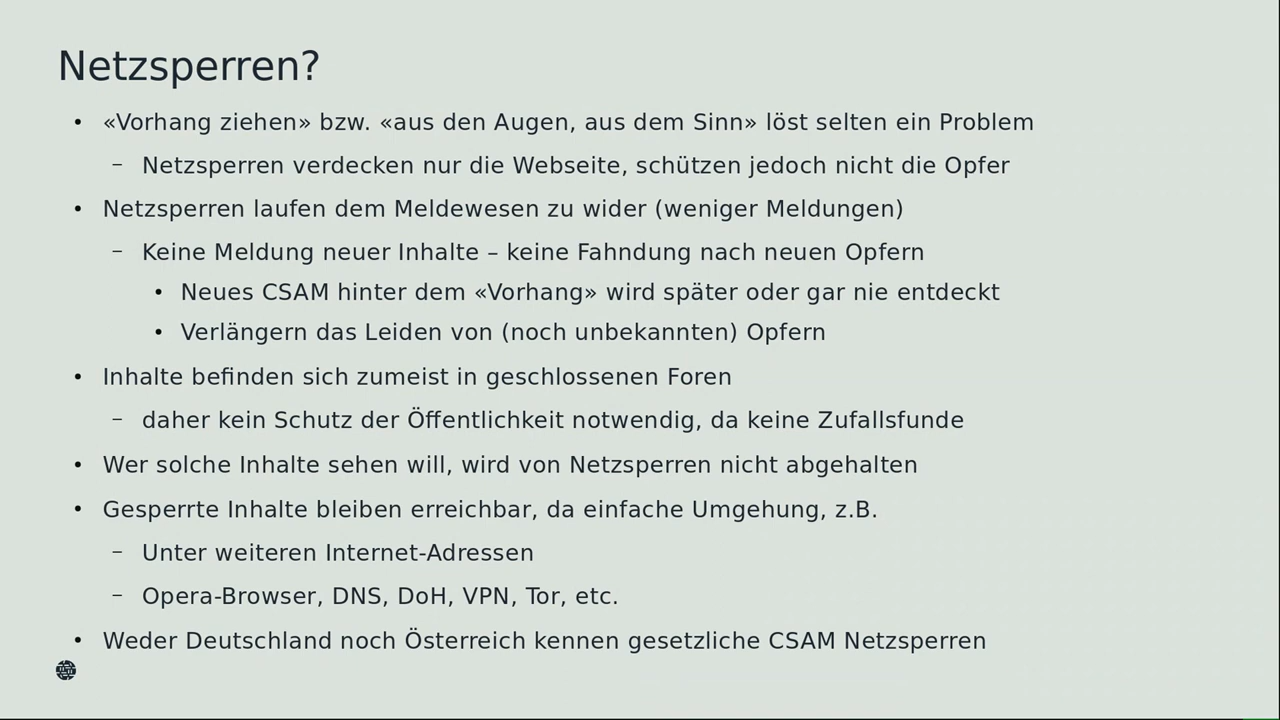 Netzsperren?
• «Vorhang ziehen» bzw. «aus den Augen, aus dem Sinn» löst selten ein Problem
– Netzsperren verdecken nur die Webseite, schützen jedoch nicht die Opfer
• Netzsperren laufen dem Meldewesen zu wider (weniger Meldungen)
– Keine Meldung neuer Inhalte – keine Fahndung nach neuen Opfern
• Neues CSAM hinter dem «Vorhang» wird später oder gar nie entdeckt
• Verlängern das Leiden von (noch unbekannten) Opfern
• Inhalte befinden sich zumeist in geschlossenen Foren
– daher kein Schutz der Öffentlichkeit notwendig, da keine Zufallsfunde
• Wer solche Inhalte sehen will, wird von Netzsperren nicht abgehalten
• Gesperrte Inhalte bleiben erreichbar, da einfache Umgehung, z.B.
– Unter weiteren Internet-Adressen
– Opera-Browser, DNS, DoH, VPN, Tor, etc.
• Weder Deutschland noch Österreich kennen gesetzliche CSAM Netzsperren